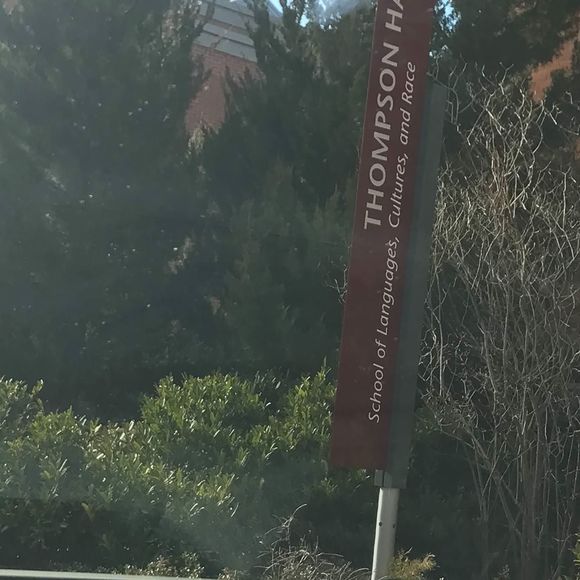 THOMPSON HA
School of Languages, Cultures, and Race